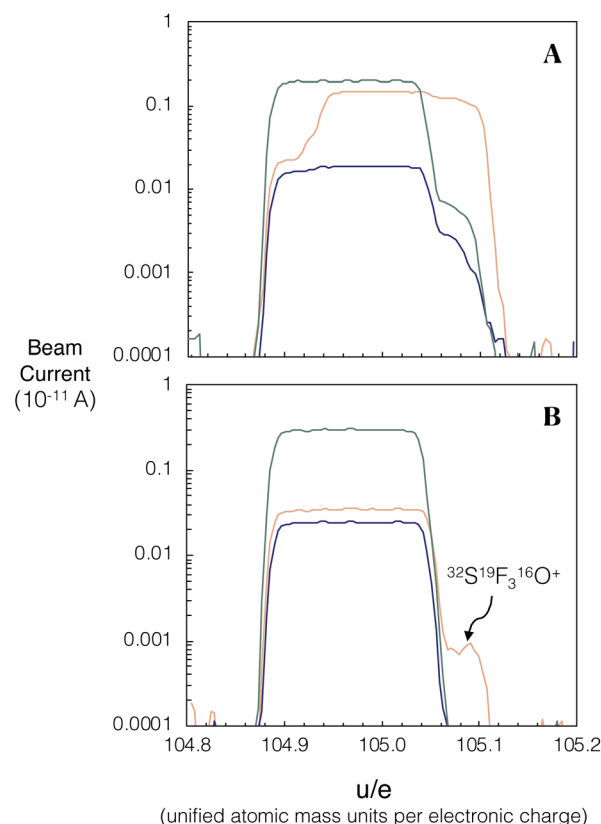 1
A
0.1
0.01
0.001
0.0001
Beam
Current
(10⁻¹¹ A)
1
B
0.1
0.01
³²S¹⁹F₃¹⁶O⁺
0.001
0.0001
104.8 104.9 105.0 105.1 105.2
u/e
(unified atomic mass units per electronic charge)